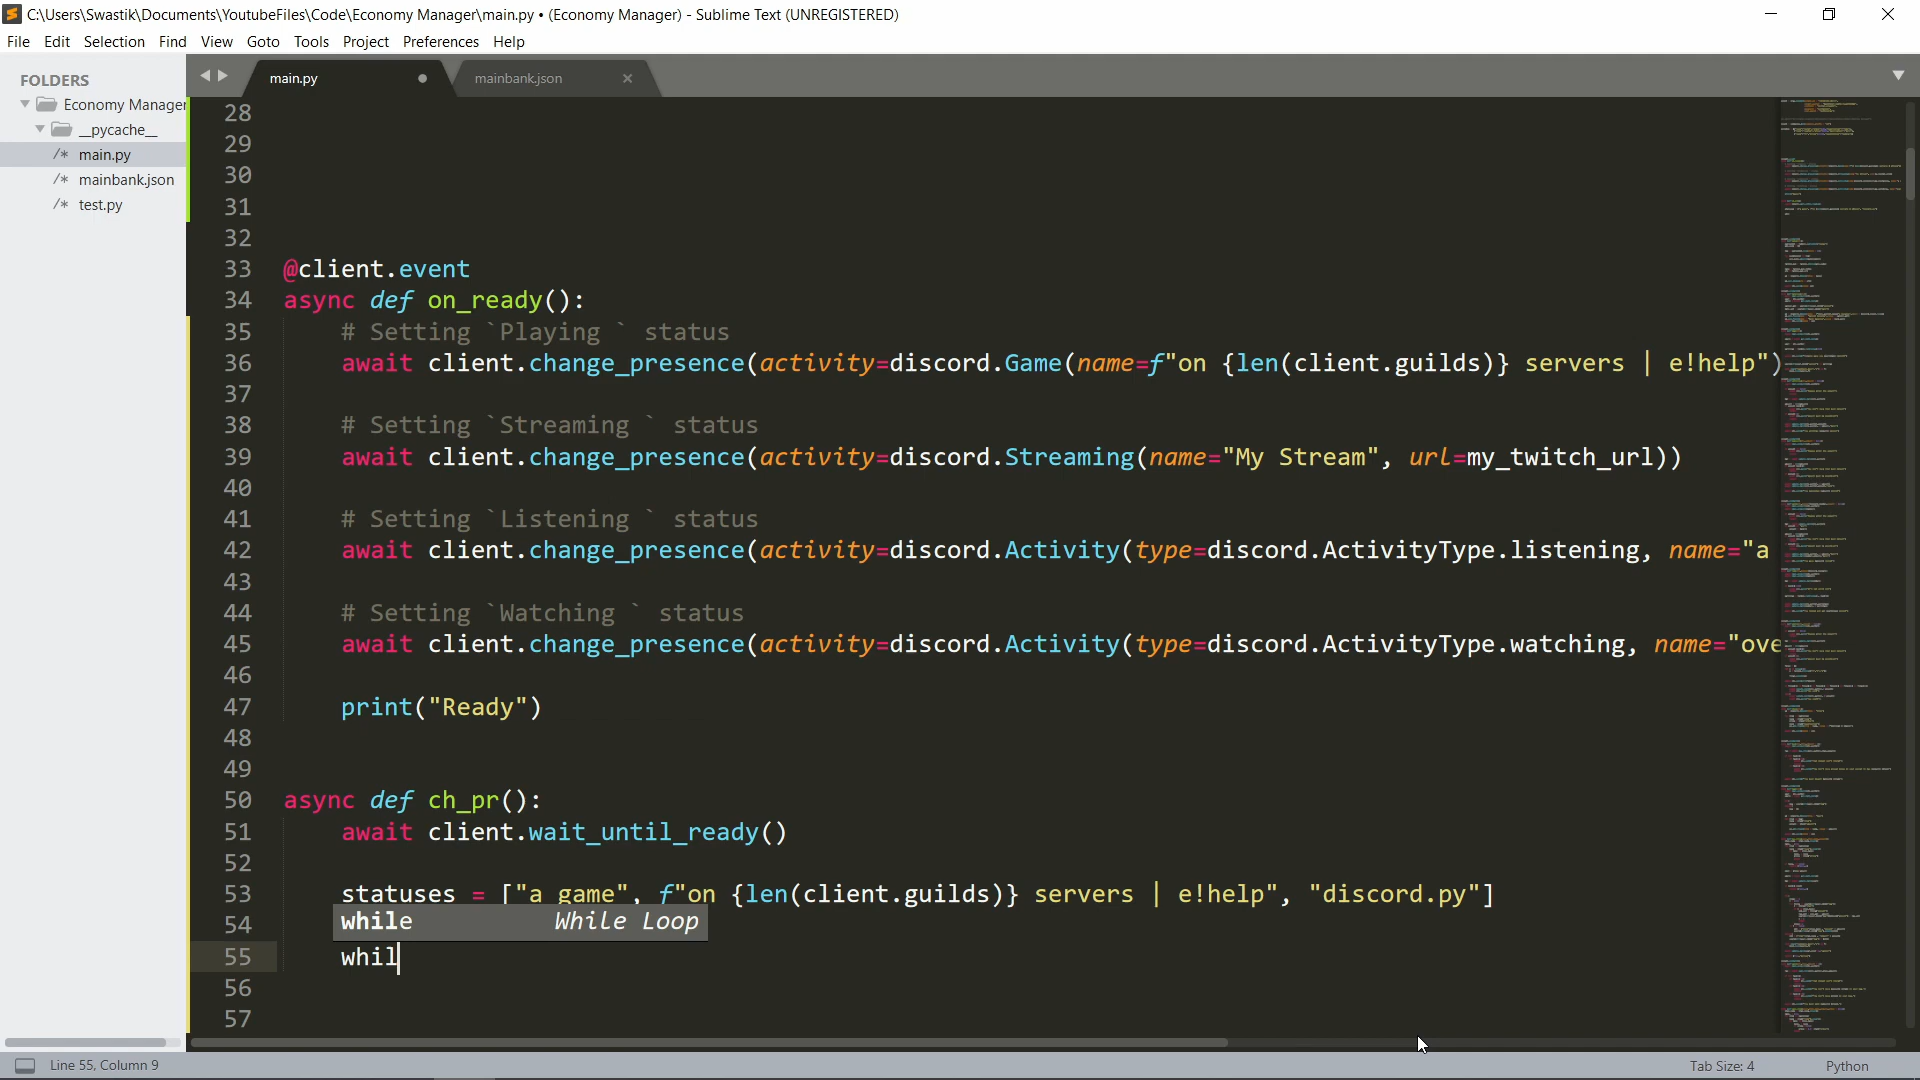 C:\Users\Swastik\Documents\YoutubeFiles\Code\Economy Manager\main.py • (Economy Manager) - Sublime Text (UNREGISTERED)
File Edit Selection Find View Goto Tools Project Preferences Help
FOLDERS
Economy Manager
__pycache__
/* main.py
/* mainbank.json
/* test.py
main.py
mainbank.json
28
29
30
31
32
33 @client.event
34 async def on_ready():
35 # Setting `Playing ` status
36 await client.change_presence(activity=discord.Game(name=f"on {len(client.guilds)} servers | e!help")
37
38 # Setting `Streaming ` status
39 await client.change_presence(activity=discord.Streaming(name="My Stream", url=my_twitch_url))
40
41 # Setting `Listening ` status
42 await client.change_presence(activity=discord.Activity(type=discord.ActivityType.listening, name="a
43
44 # Setting `Watching ` status
45 await client.change_presence(activity=discord.Activity(type=discord.ActivityType.watching, name="ove
46
47 print("Ready")
48
49
50 async def ch_pr():
51 await client.wait_until_ready()
52
53 statuses = ["a game", f"on {len(client.guilds)} servers | e!help", "discord.py"]
54 while While Loop
55 whil
56
57
Line 55, Column 9
Tab Size: 4
Python